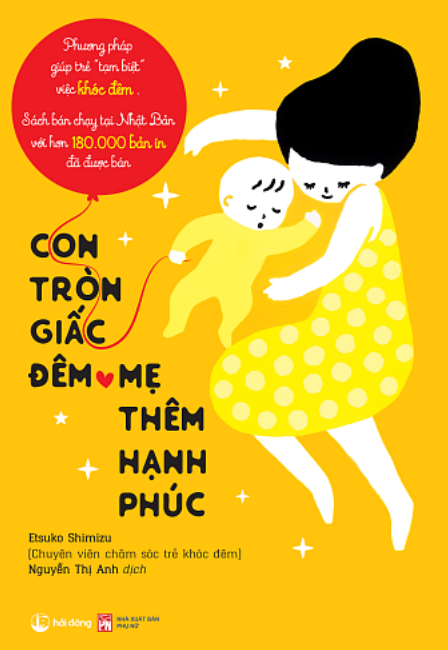 Phương pháp
giúp trẻ "tạm biệt"
việc khóc đêm.
Sách bán chạy tại Nhật Bản
với hơn 180.000 bản in
đã được bán
CON
TRÒN
GIẤC
ĐÊM MẸ
THÊM
HẠNH
PHÚC
Etsuko Shimizu
(Chuyên viên chăm sóc trẻ khóc đêm)
Nguyễn Thị Anh dịch
hải đăng
PN
NHÀ XUẤT BẢN
PHỤ NỮ